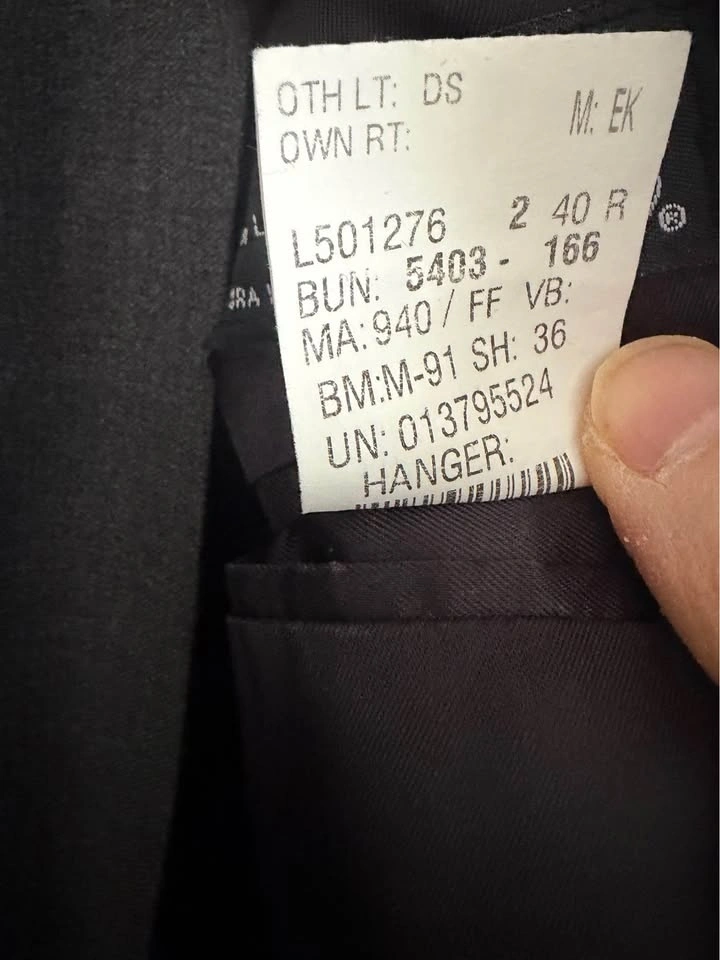 OTH LT: DS
OWN RT:
M: EK
L501276 2 40 R
BUN: 5403 - 166
MA: 940 / FF VB:
BM:M-91 SH: 36
UN: 013795524
HANGER:
®